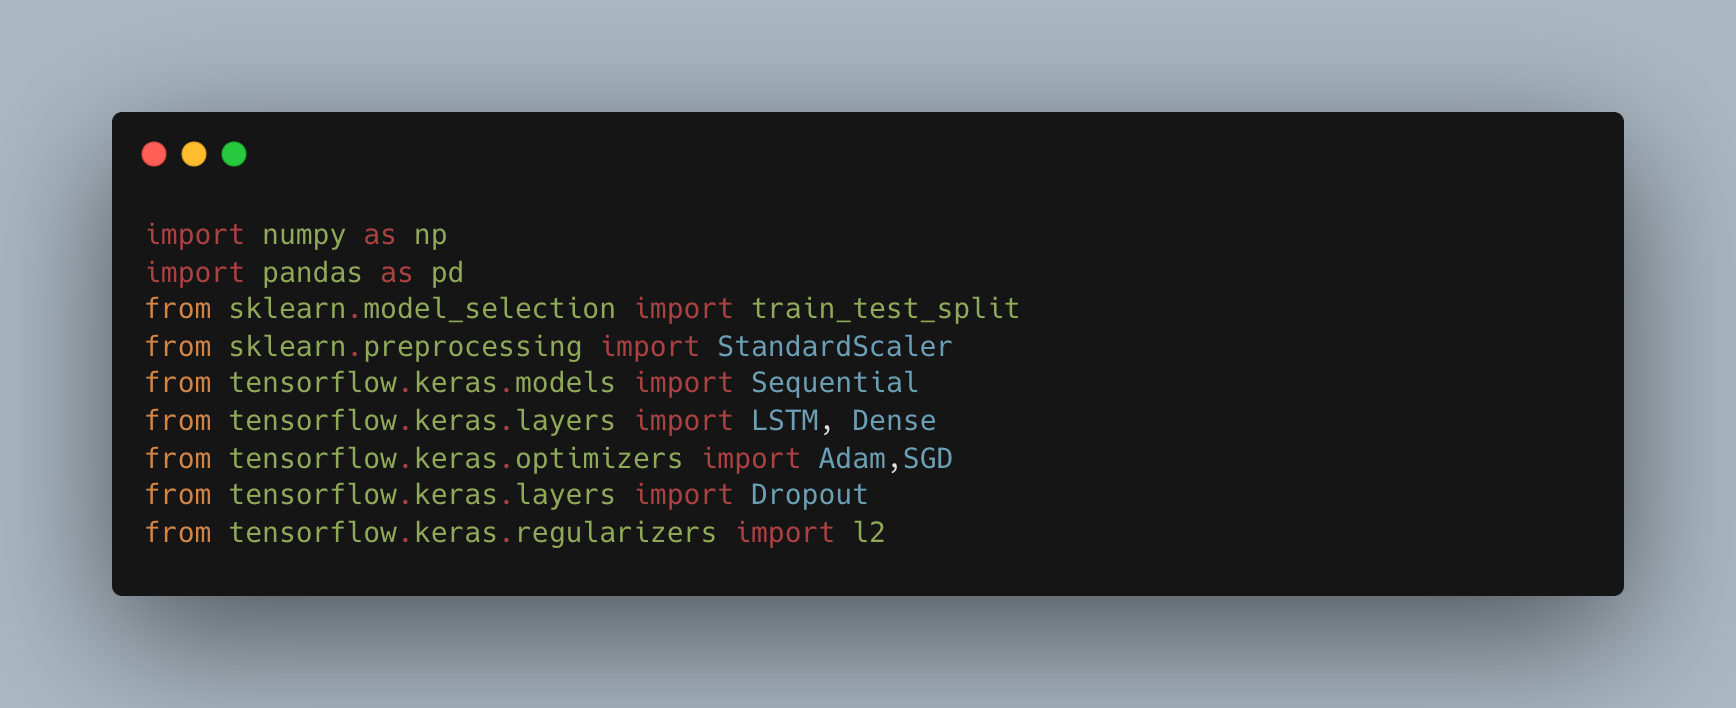 import numpy as np
import pandas as pd
from sklearn.model_selection import train_test_split
from sklearn.preprocessing import StandardScaler
from tensorflow.keras.models import Sequential
from tensorflow.keras.layers import LSTM, Dense
from tensorflow.keras.optimizers import Adam,SGD
from tensorflow.keras.layers import Dropout
from tensorflow.keras.regularizers import l2